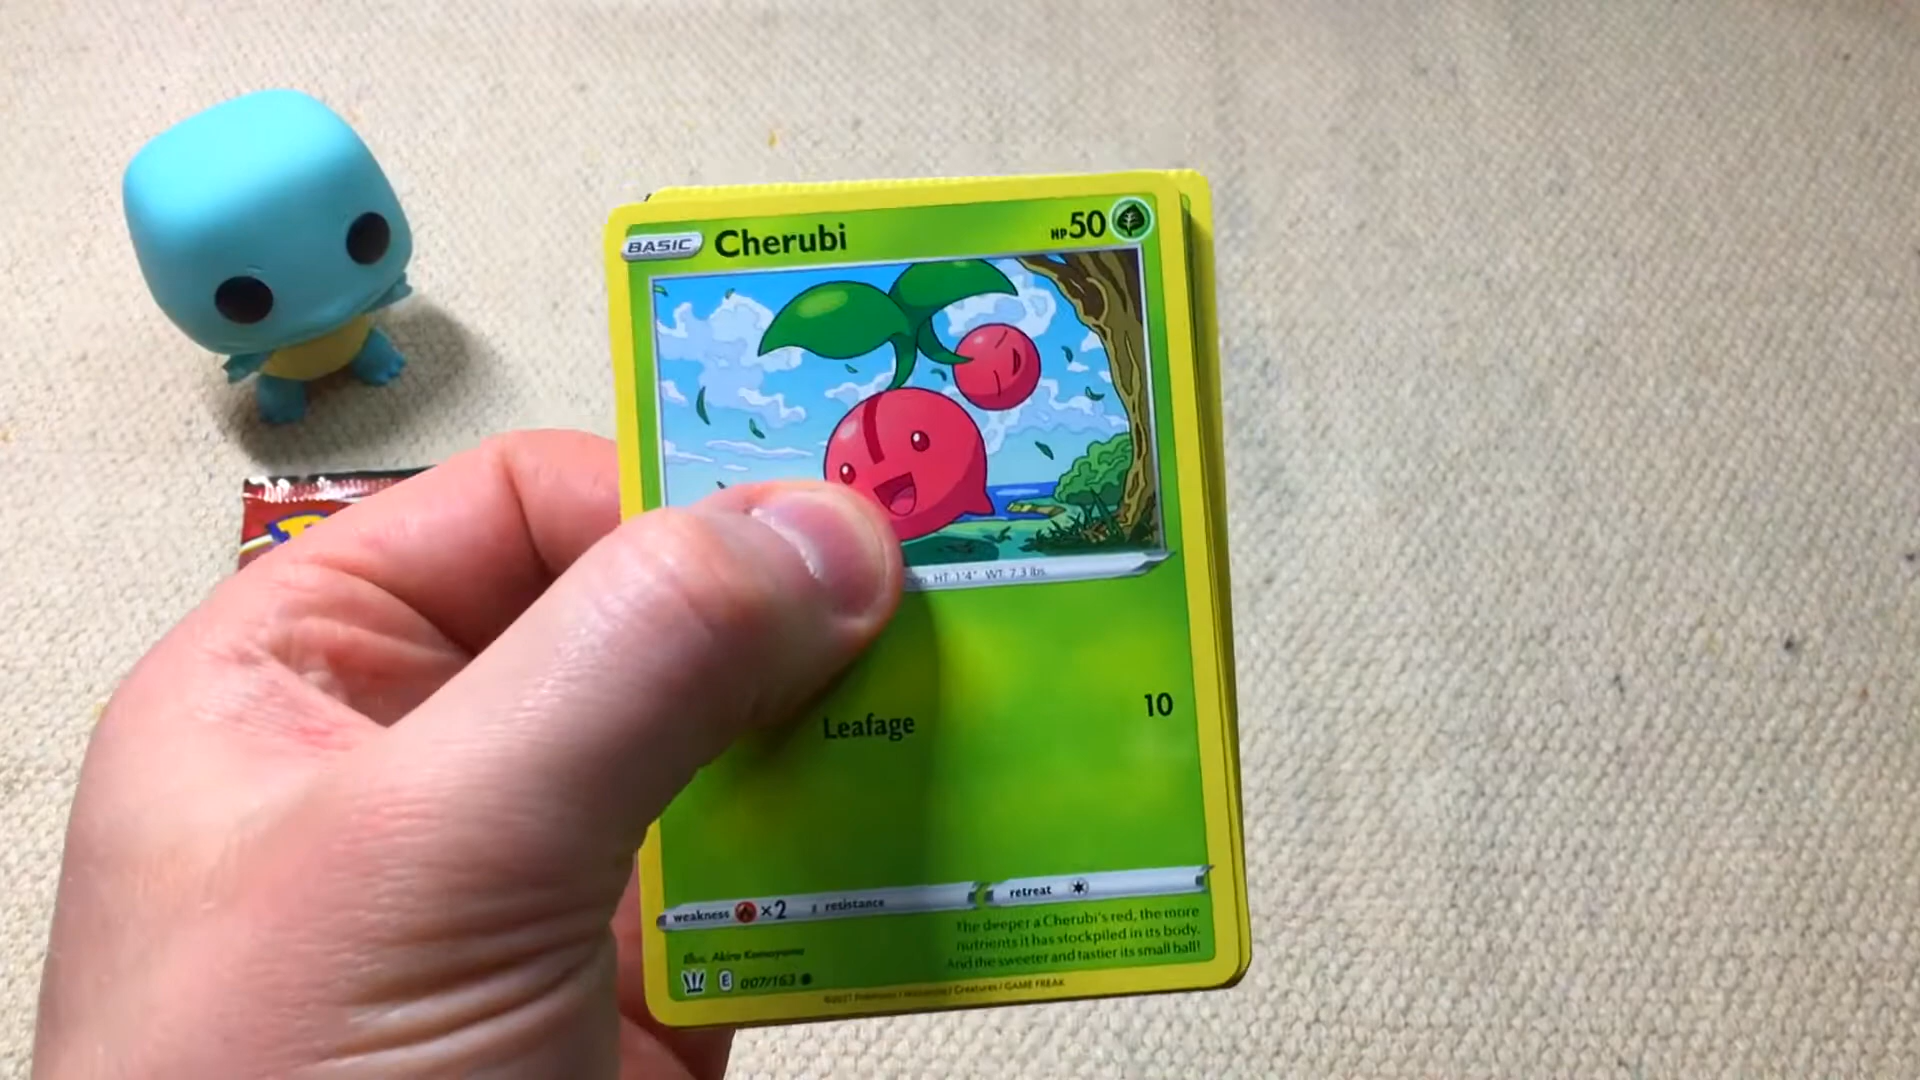 BASIC Cherubi HP 50
HT: 1'4" WT: 7.3 lbs.
Leafage 10
weakness ×2 resistance retreat
The deeper a Cherubi's red, the more
nutrients it has stockpiled in its body.
And the sweeter and tastier its small ball!
Illus. Akira Komayama
E 007/163
©2021 Pokémon / Nintendo / Creatures / GAME FREAK